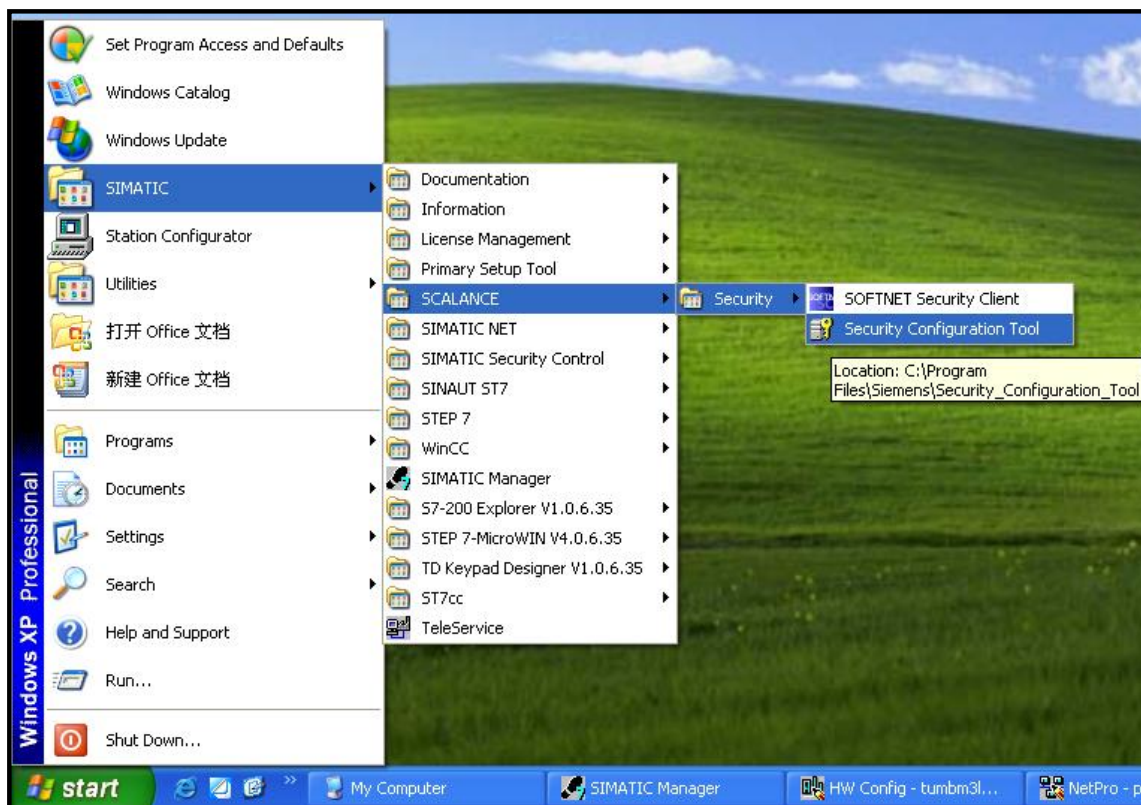 Set Program Access and Defaults
Windows Catalog
Windows Update
SIMATIC
Station Configurator
Utilities
打开 Office 文档
新建 Office 文档
Programs
Documents
Settings
Search
Help and Support
Run...
Shut Down...
Windows XP Professional
Documentation
Information
License Management
Primary Setup Tool
SCALANCE
SIMATIC NET
SIMATIC Security Control
SINAUT ST7
STEP 7
WinCC
SIMATIC Manager
S7-200 Explorer V1.0.6.35
STEP 7-MicroWIN V4.0.6.35
TD Keypad Designer V1.0.6.35
ST7cc
TeleService
Security
SOFTNET Security Client
Security Configuration Tool
Location: C:\Program
Files\Siemens\Security_Configuration_Tool
start
»
My Computer
SIMATIC Manager
HW Config - tumbm3l...
NetPro - p